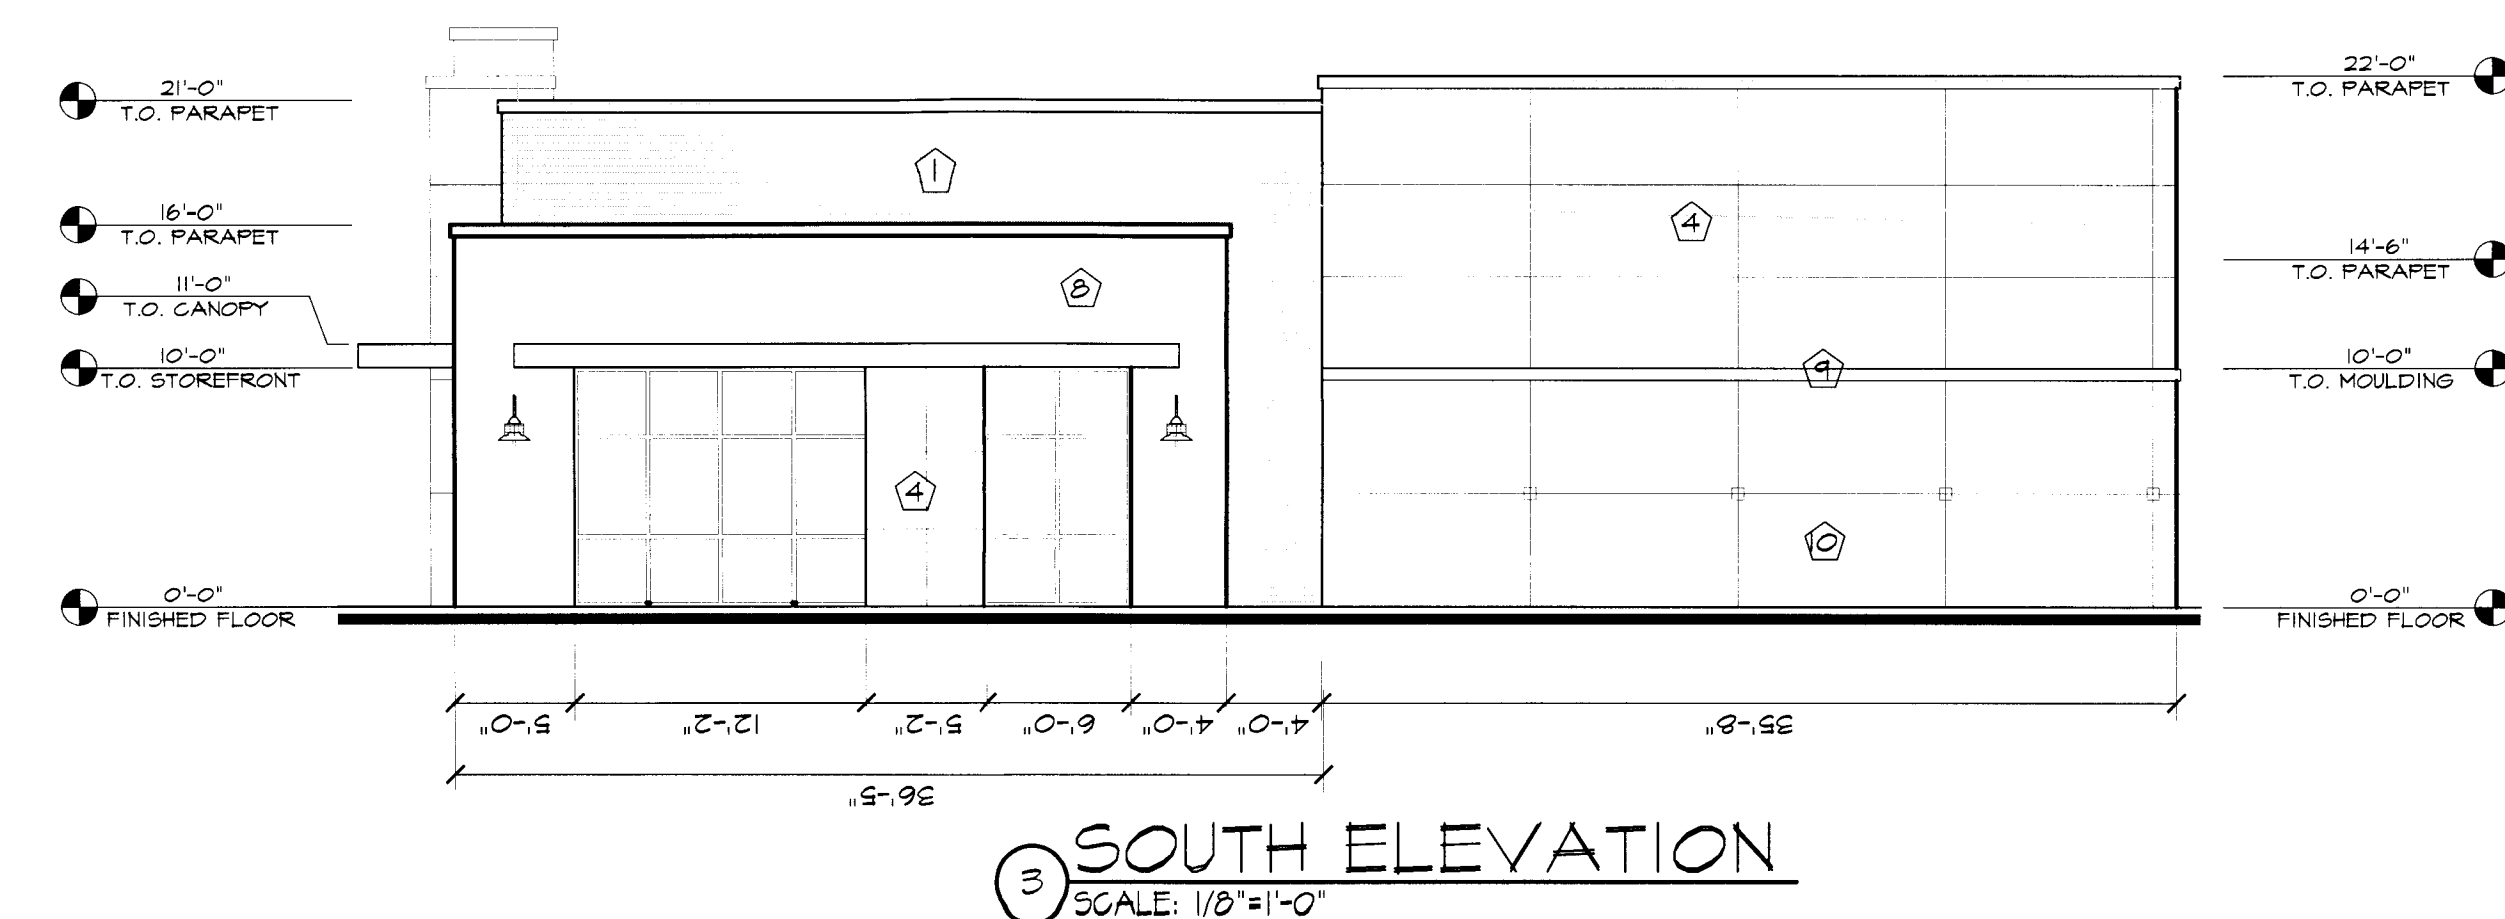 21'-0"
T.O. PARAPET
16'-0"
T.O. PARAPET
11'-0"
T.O. CANOPY
10'-0"
T.O. STOREFRONT
0'-0"
FINISHED FLOOR
1
8
4
4
9
10
22'-0"
T.O. PARAPET
14'-6"
T.O. PARAPET
10'-0"
T.O. MOULDING
0'-0"
FINISHED FLOOR
5'-0" 12'-2" 5'-2" 6'-0" 4'-0" 4'-0" 35'-8"
36'-5"
3 SOUTH ELEVATION
SCALE: 1/8"=1'-0"